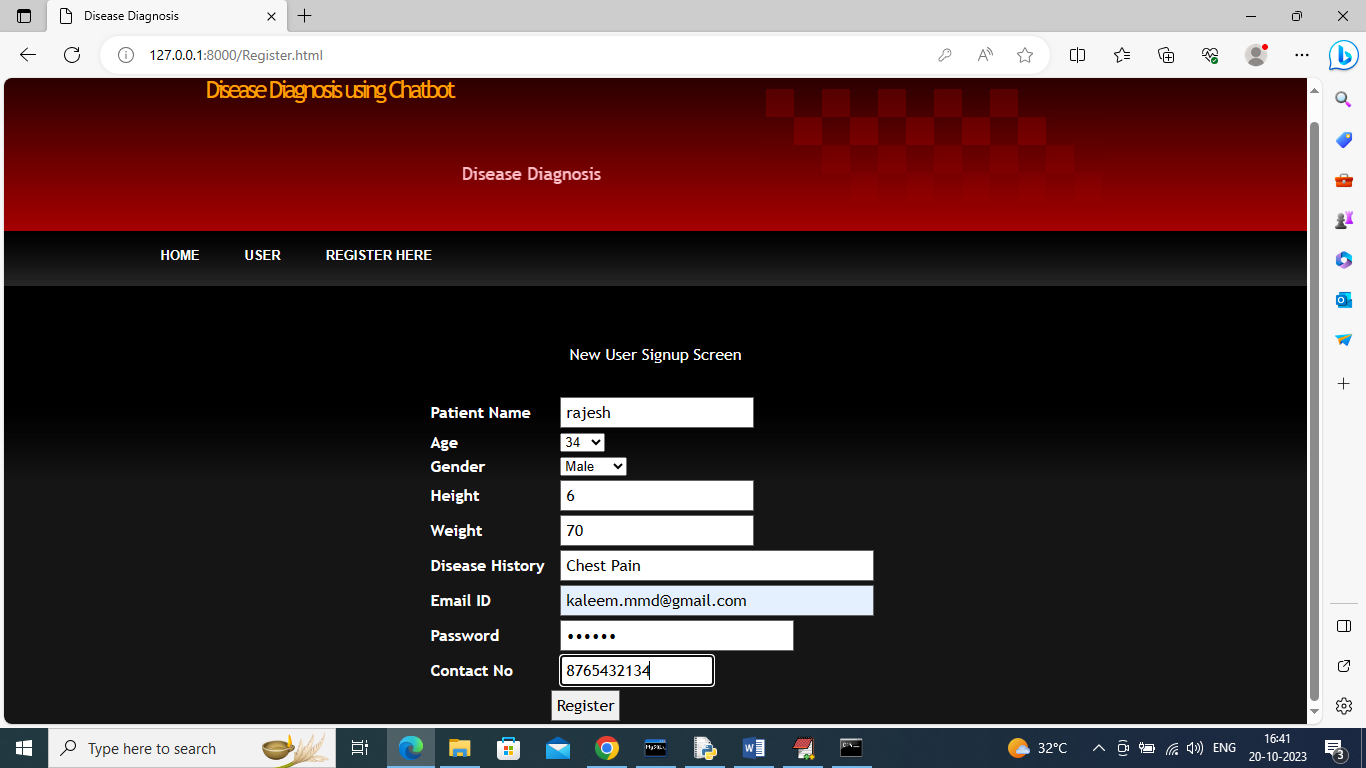 Disease Diagnosis
127.0.0.1:8000/Register.html
Disease Diagnosis using Chatbot
Disease Diagnosis
HOME USER REGISTER HERE
New User Signup Screen
Patient Name rajesh
Age 34
Gender Male
Height 6
Weight 70
Disease History Chest Pain
Email ID kaleem.mmd@gmail.com
Password ••••••
Contact No 8765432134
Register
Type here to search
32°C
ENG
16:41
20-10-2023
3